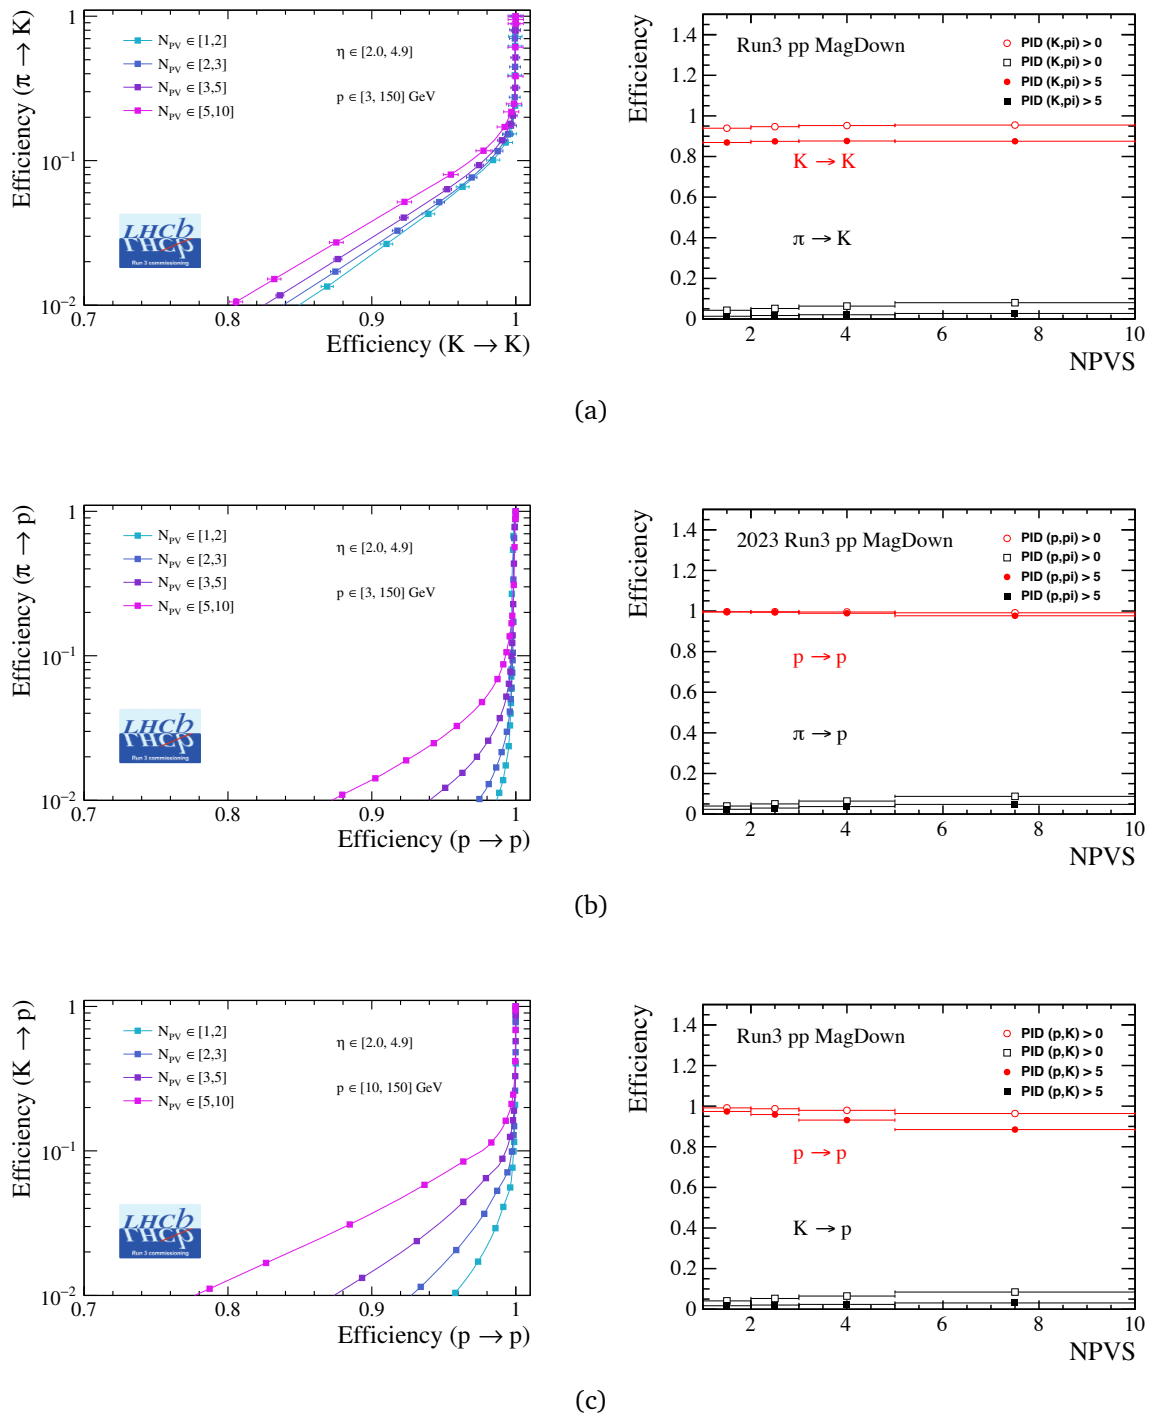 Efficiency (π → K)
1
10⁻¹
10⁻²
N_PV ∈ [1,2]
N_PV ∈ [2,3]
N_PV ∈ [3,5]
N_PV ∈ [5,10]
η ∈ [2.0, 4.9]
p ∈ [3, 150] GeV
LHCb
Run 3 commissioning
0.7 0.8 0.9 1
Efficiency (K → K)
Efficiency
1.4
1.2
1
0.8
0.6
0.4
0.2
0
Run3 pp MagDown
PID (K,pi) > 0
PID (K,pi) > 0
PID (K,pi) > 5
PID (K,pi) > 5
K → K
π → K
2 4 6 8 10
NPVS
(a)
Efficiency (π → p)
1
10⁻¹
10⁻²
N_PV ∈ [1,2]
N_PV ∈ [2,3]
N_PV ∈ [3,5]
N_PV ∈ [5,10]
η ∈ [2.0, 4.9]
p ∈ [3, 150] GeV
LHCb
Run 3 commissioning
0.7 0.8 0.9 1
Efficiency (p → p)
Efficiency
1.4
1.2
1
0.8
0.6
0.4
0.2
0
2023 Run3 pp MagDown
PID (p,pi) > 0
PID (p,pi) > 0
PID (p,pi) > 5
PID (p,pi) > 5
p → p
π → p
2 4 6 8 10
NPVS
(b)
Efficiency (K → p)
1
10⁻¹
10⁻²
N_PV ∈ [1,2]
N_PV ∈ [2,3]
N_PV ∈ [3,5]
N_PV ∈ [5,10]
η ∈ [2.0, 4.9]
p ∈ [10, 150] GeV
LHCb
Run 3 commissioning
0.7 0.8 0.9 1
Efficiency (p → p)
Efficiency
1.4
1.2
1
0.8
0.6
0.4
0.2
0
Run3 pp MagDown
PID (p,K) > 0
PID (p,K) > 0
PID (p,K) > 5
PID (p,K) > 5
p → p
K → p
2 4 6 8 10
NPVS
(c)